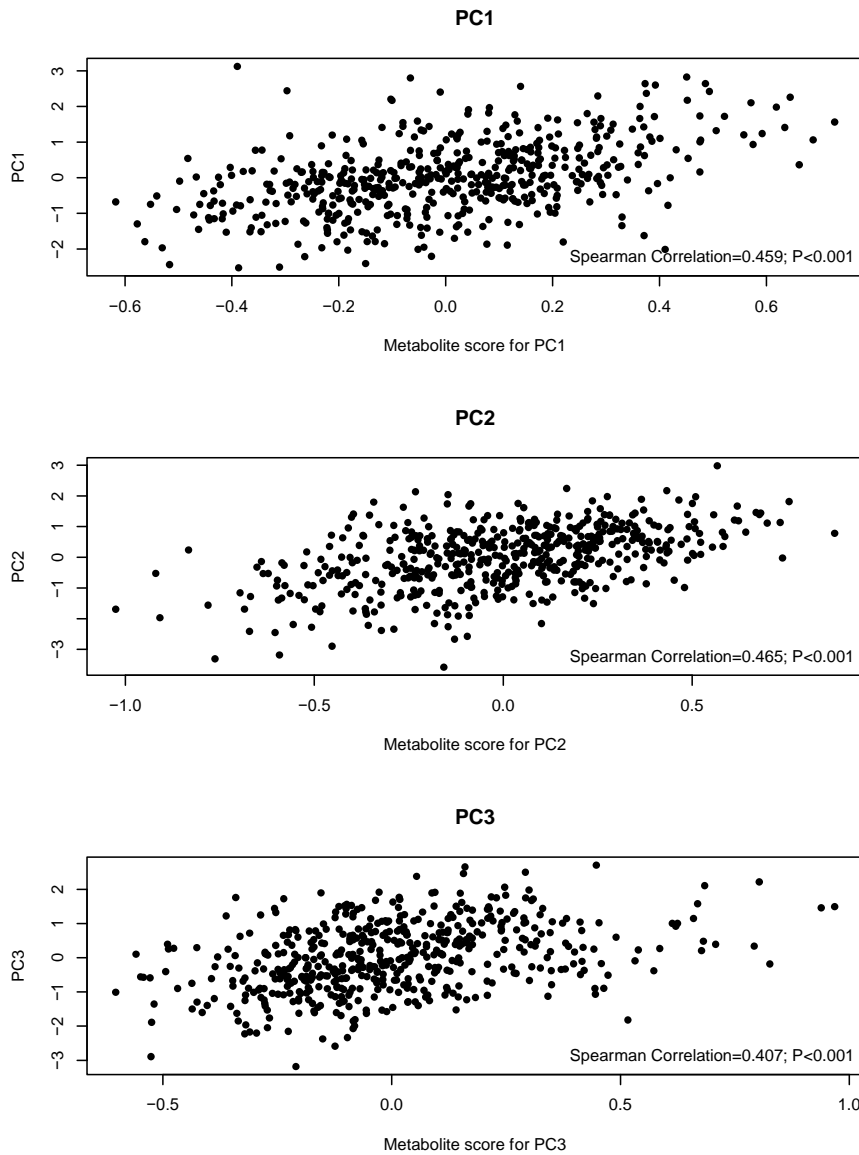 PC1
3
2
1
0
−1
−2
PC1
Spearman Correlation=0.459; P<0.001
−0.6 −0.4 −0.2 0.0 0.2 0.4 0.6
Metabolite score for PC1
PC2
3
2
1
0
−1
−3
PC2
Spearman Correlation=0.465; P<0.001
−1.0 −0.5 0.0 0.5
Metabolite score for PC2
PC3
2
1
0
−1
−2
−3
PC3
Spearman Correlation=0.407; P<0.001
−0.5 0.0 0.5 1.0
Metabolite score for PC3